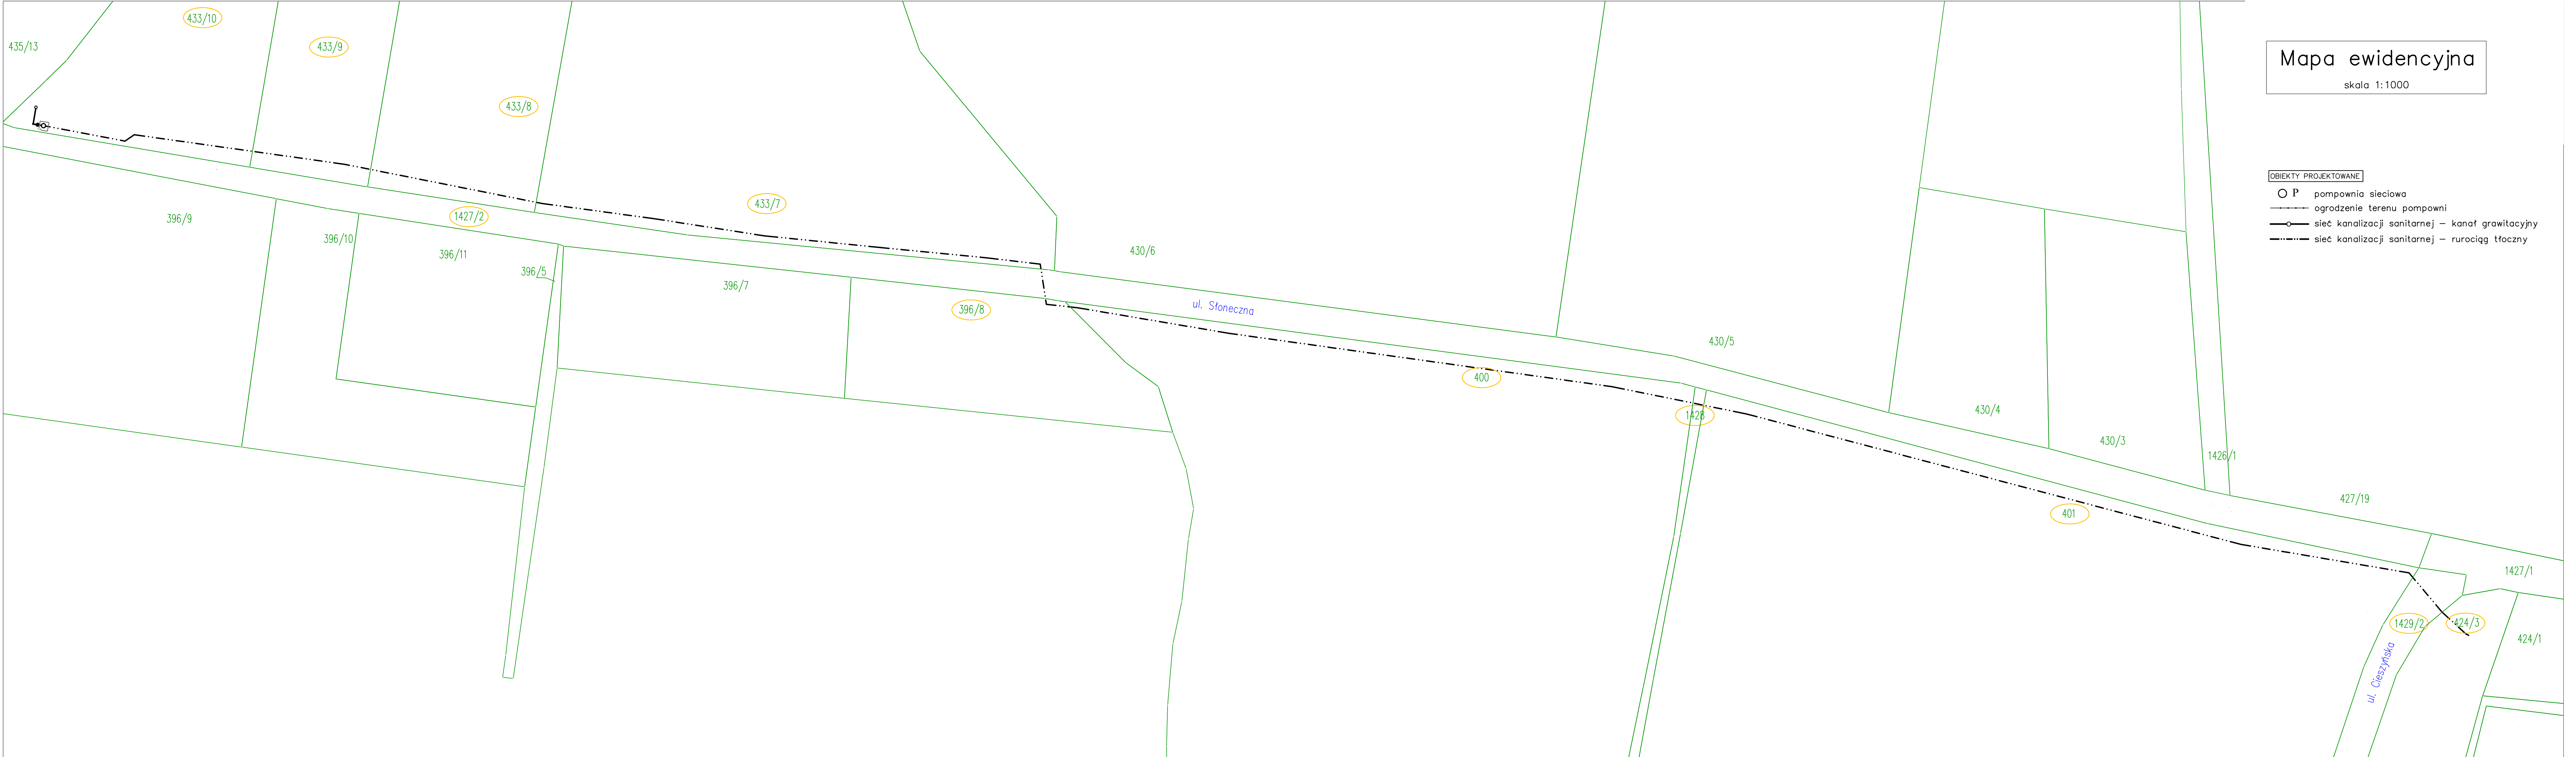 433/10
435/13
433/9
433/8
Mapa ewidencyjna
skala 1:1000
OBIEKTY PROJEKTOWANE
P pompownia sieciowa
ogrodzenie terenu pompowni
sieć kanalizacji sanitarnej – kanał grawitacyjny
sieć kanalizacji sanitarnej – rurociąg tłoczny
433/7
396/9
1427/2
396/10
396/11
430/6
396/5
396/7
396/8
ul. Słoneczna
430/5
400
1428
430/4
430/3
1426/1
427/19
401
1427/1
1429/2
424/3
424/1
ul. Cieszyńska